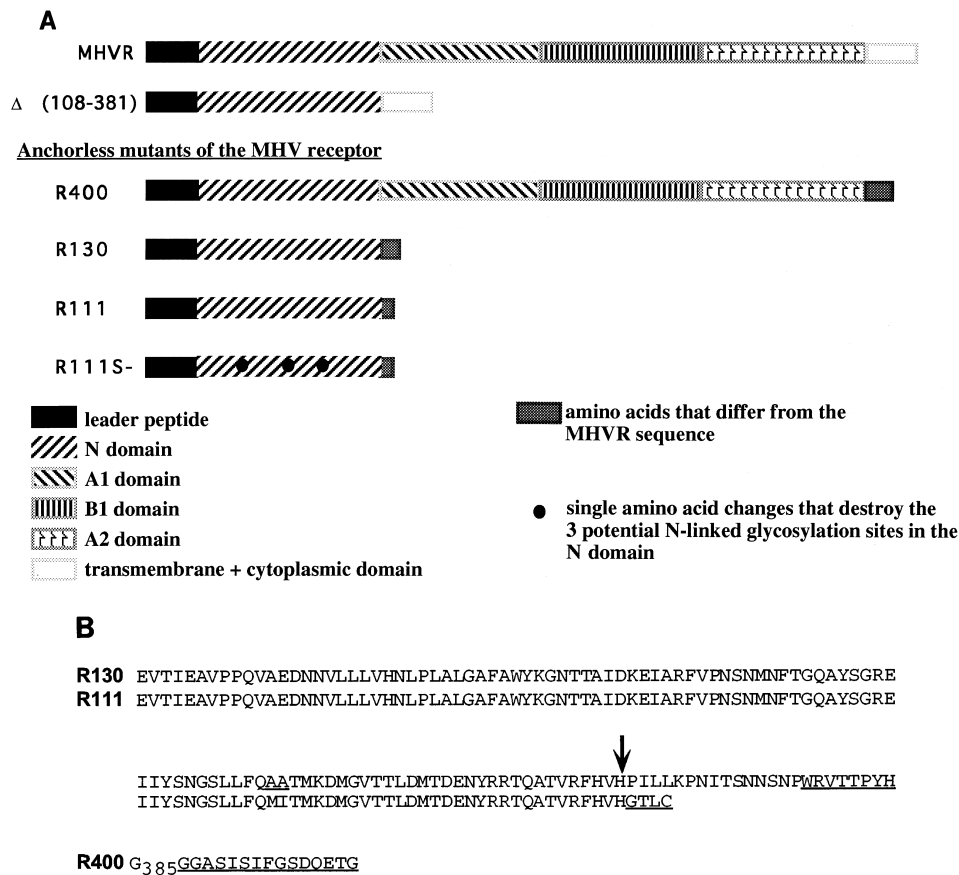 A
MHVR
Δ (108-381)
Anchorless mutants of the MHV receptor
R400
R130
R111
R111S-
leader peptide
N domain
A1 domain
B1 domain
A2 domain
transmembrane + cytoplasmic domain
amino acids that differ from the
MHVR sequence
single amino acid changes that destroy the
3 potential N-linked glycosylation sites in the
N domain
B
R130 EVTIEAVPPQVAEDNNVLLLVHNLPLALGAFAWYKGNTTAIDKEIARFVPNSNMNFTGQAYSGRE
R111 EVTIEAVPPQVAEDNNVLLLVHNLPLALGAFAWYKGNTTAIDKEIARFVPNSNMNFTGQAYSGRE
IIYSNGSLLFQAATMKDMGVTTLDMTDENYRRTQATVRFHVHPILLKPNITSNNSNPWRVTTPYH
IIYSNGSLLFQMITMKDMGVTTLDMTDENYRRTQATVRFHVHGTLC
R400 G385GGASISIFGSDQETG